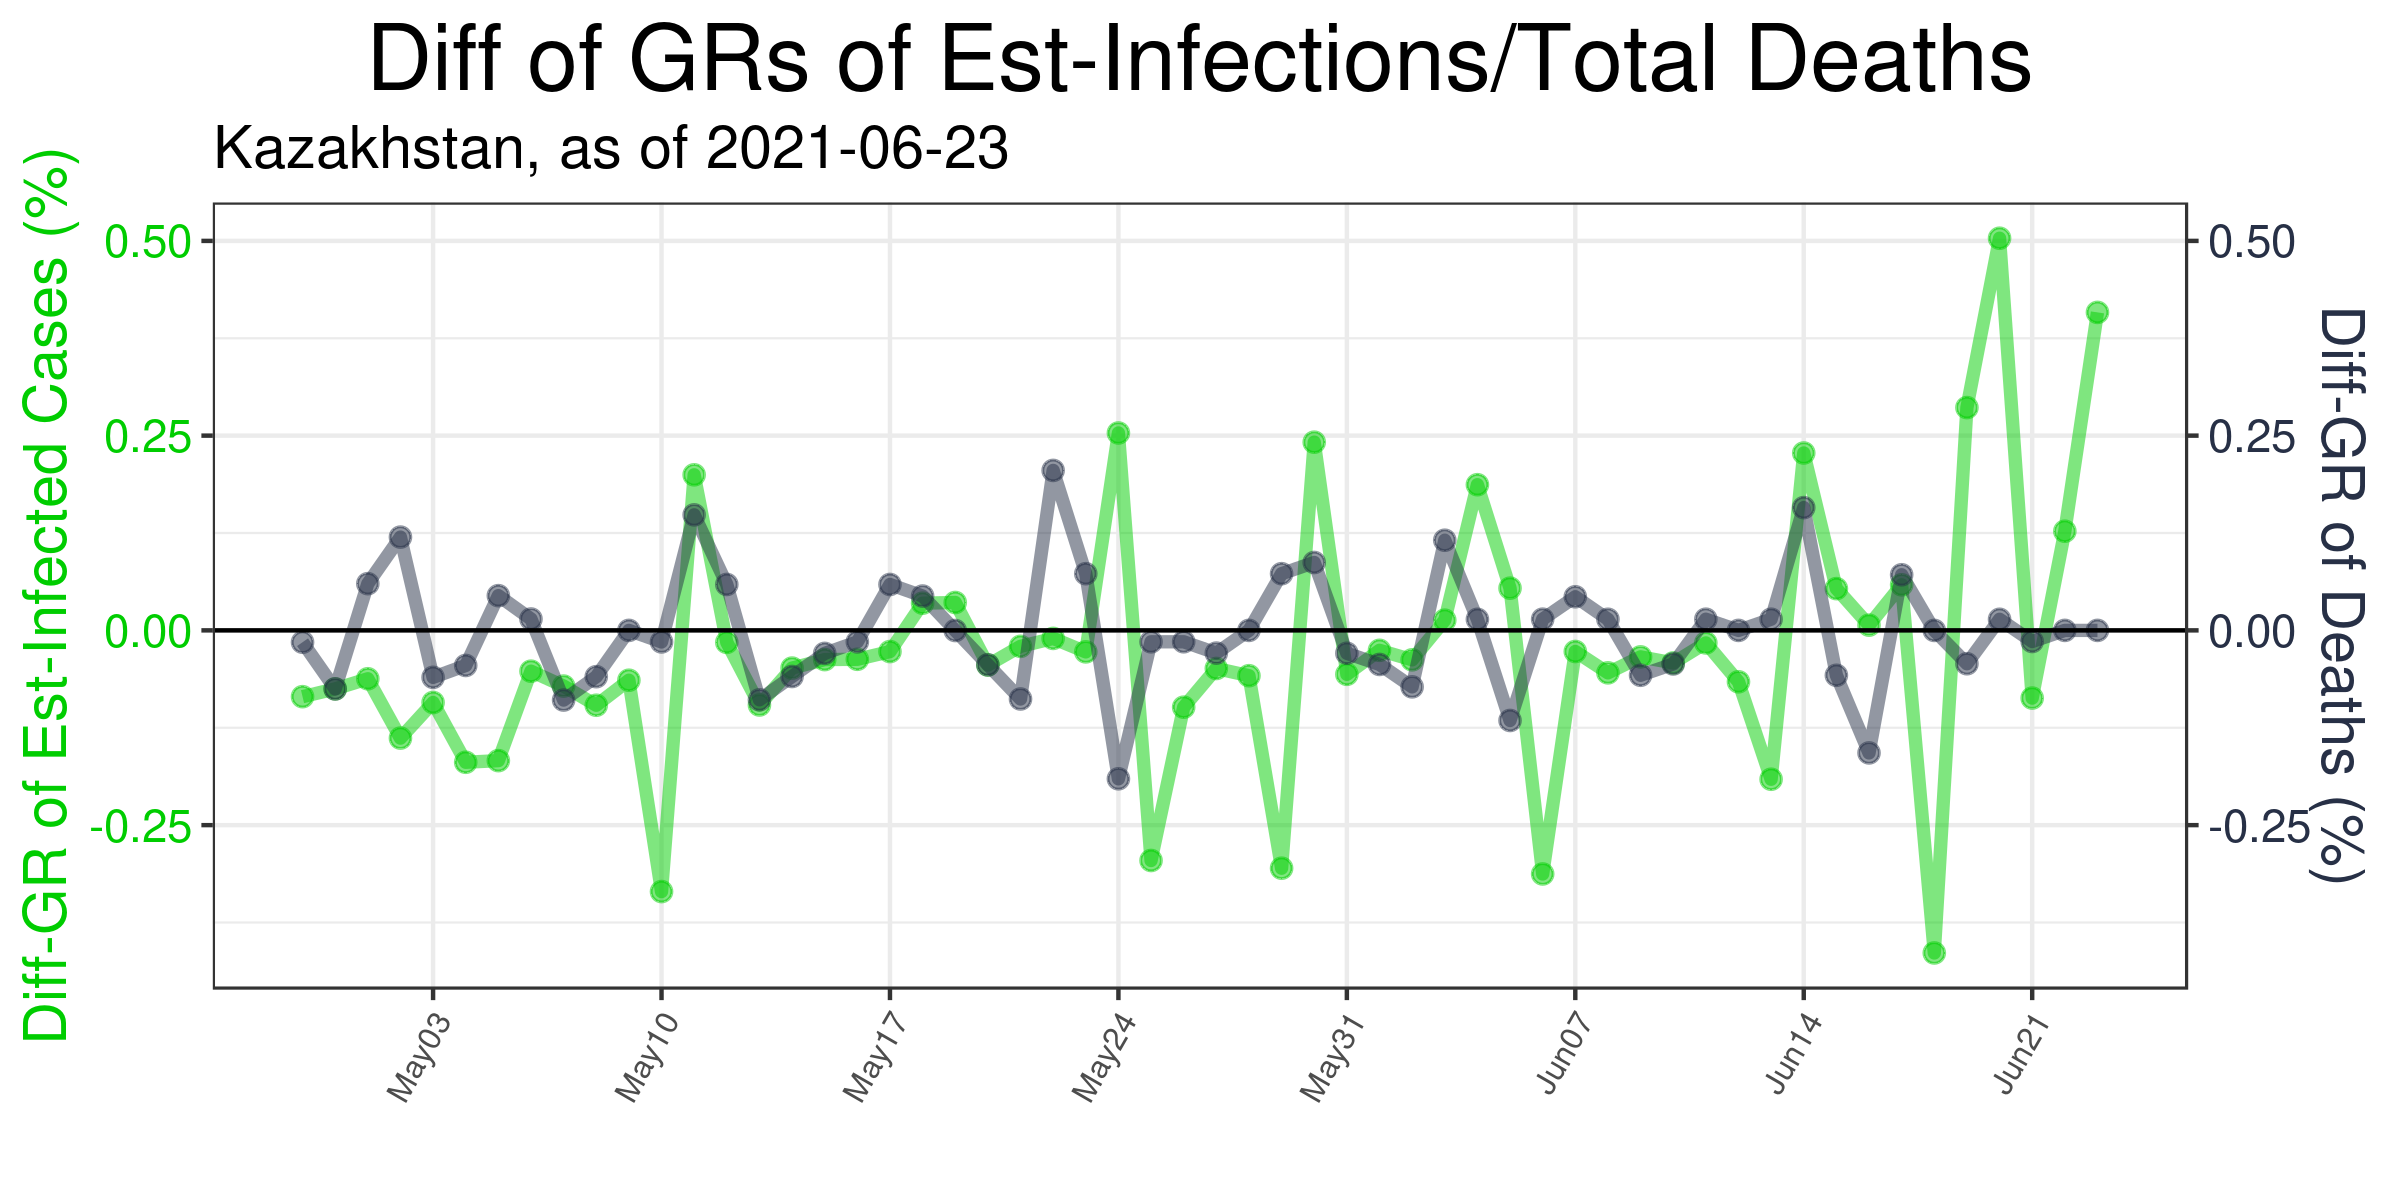 Diff of GRs of Est-Infections/Total Deaths
Kazakhstan, as of 2021-06-23
Diff-GR of Est-Infected Cases (%)
0.50
0.25
0.00
-0.25
0.50
0.25
0.00
-0.25
Diff-GR of Deaths (%)
May03
May10
May17
May24
May31
Jun07
Jun14
Jun21